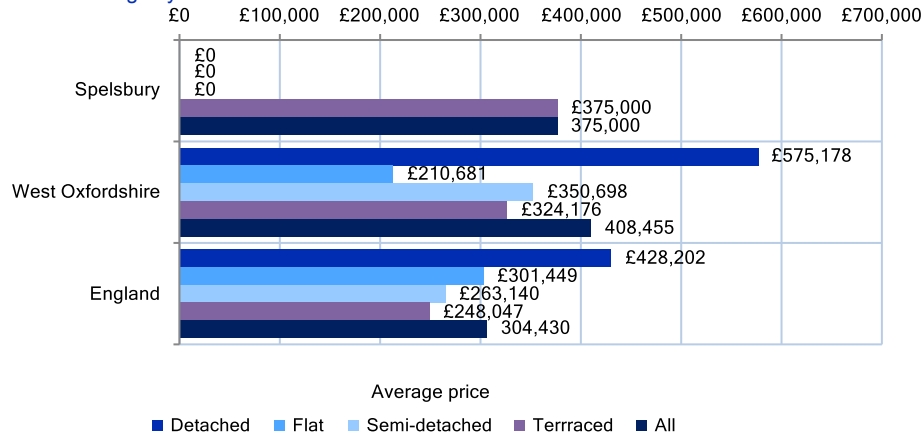 £0 £100,000 £200,000 £300,000 £400,000 £500,000 £600,000 £700,000
£0
£0
Spelsbury £0
£375,000
375,000
£575,178
£210,681
West Oxfordshire £350,698
£324,176
408,455
£428,202
£301,449
England £263,140
£248,047
304,430
Average price
Detached Flat Semi-detached Terrraced All